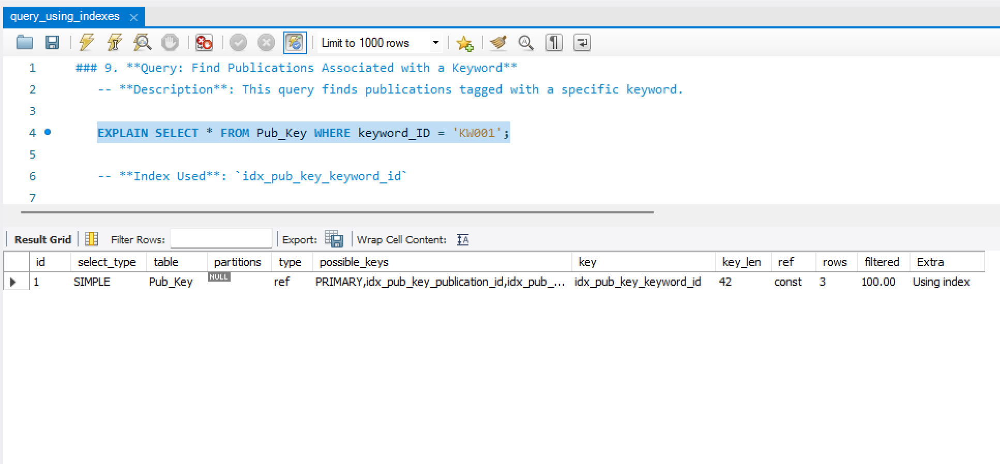 query_using_indexes
Limit to 1000 rows
1 ### 9. **Query: Find Publications Associated with a Keyword**
2 -- **Description**: This query finds publications tagged with a specific keyword.
3
4 EXPLAIN SELECT * FROM Pub_Key WHERE keyword_ID = 'KW001';
5
6 -- **Index Used**: `idx_pub_key_keyword_id`
7
Result Grid Filter Rows: Export: Wrap Cell Content:
id select_type table partitions type possible_keys key key_len ref rows filtered Extra
1 SIMPLE Pub_Key NULL ref PRIMARY,idx_pub_key_publication_id,idx_pub_... idx_pub_key_keyword_id 42 const 3 100.00 Using index